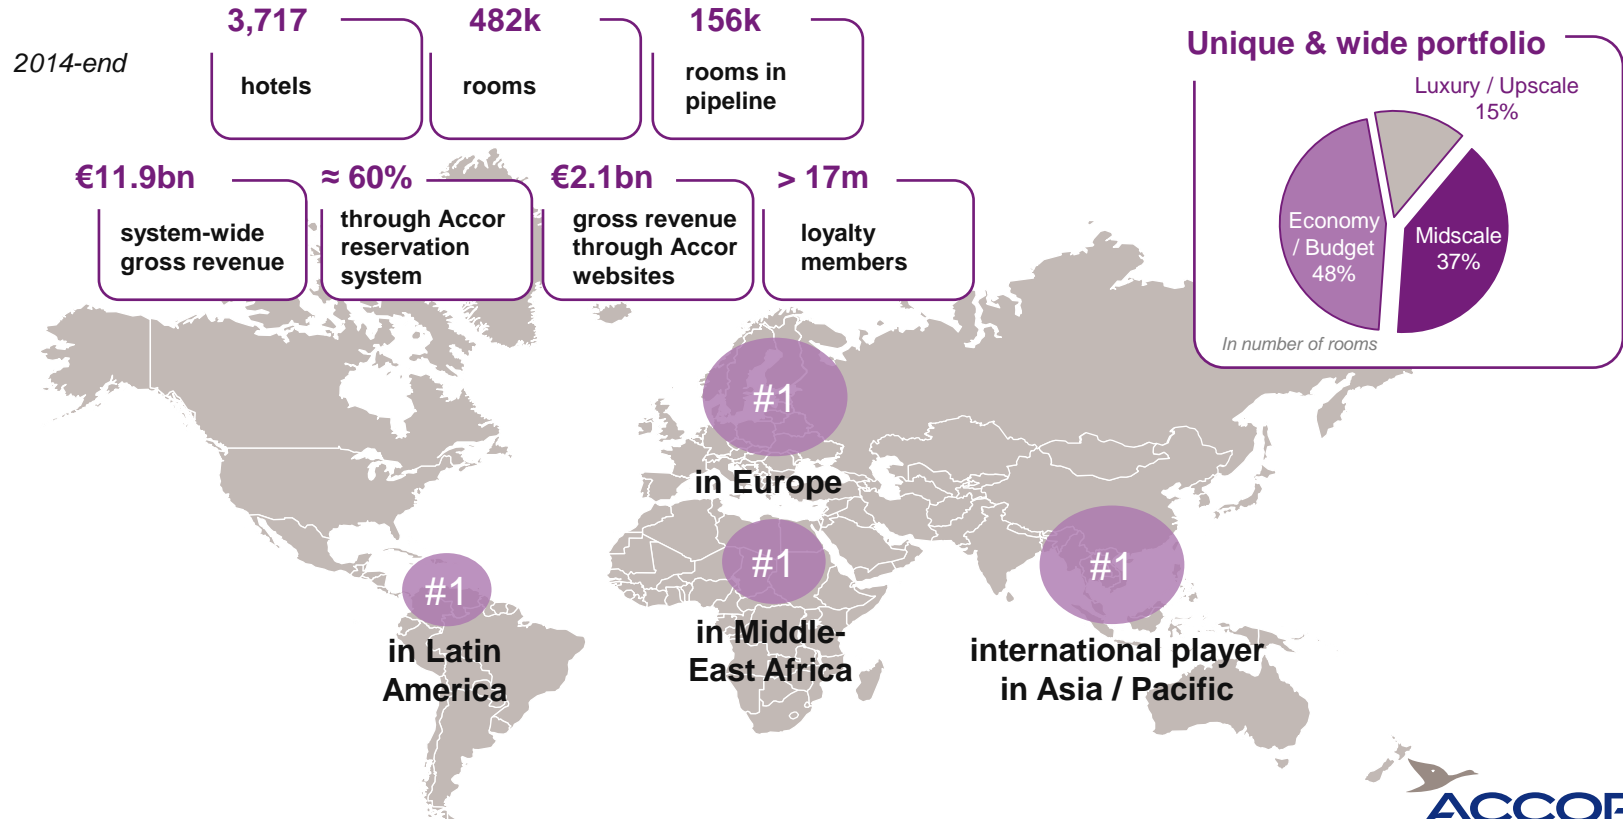 2014-end
3,717
hotels
482k
rooms
156k
rooms in
pipeline
€11.9bn
system-wide
gross revenue
≈ 60%
through Accor
reservation
system
€2.1bn
gross revenue
through Accor
websites
> 17m
loyalty
members
Unique & wide portfolio
Luxury / Upscale
15%
Economy
/ Budget
48%
Midscale
37%
In number of rooms
#1
in Europe
#1
in Middle-
East Africa
#1
in Latin
America
#1
international player
in Asia / Pacific
ACCOR